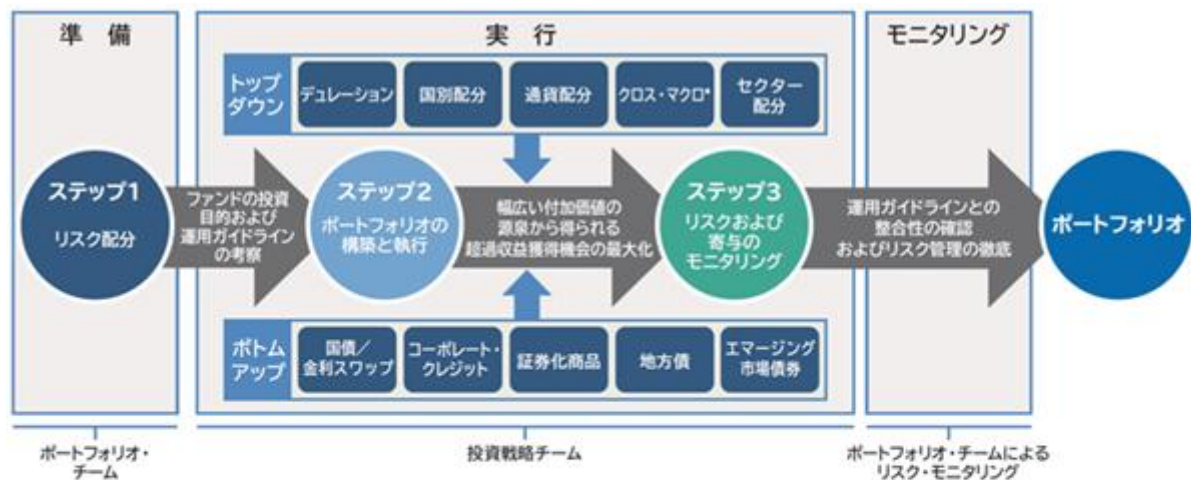 準 備
実 行
モニタリング
トップ
ダウン
デュレーション
国別配分
通貨配分
クロス・マクロ*
セクター
配分
ステップ1
リスク配分
ファンドの投資
目的および
運用ガイドライン
の考察
ステップ2
ポートフォリオの
構築と執行
幅広い付加価値の
源泉から得られる
超過収益獲得機会の最大化
ステップ3
リスクおよび
寄与の
モニタリング
運用ガイドラインとの
整合性の確認
およびリスク管理の徹底
ポートフォリオ
ボトム
アップ
国債／
金利スワップ
コーポレート・
クレジット
証券化商品
地方債
エマージング
市場債券
ポートフォリオ・
チーム
投資戦略チーム
ポートフォリオ・チームによる
リスク・モニタリング